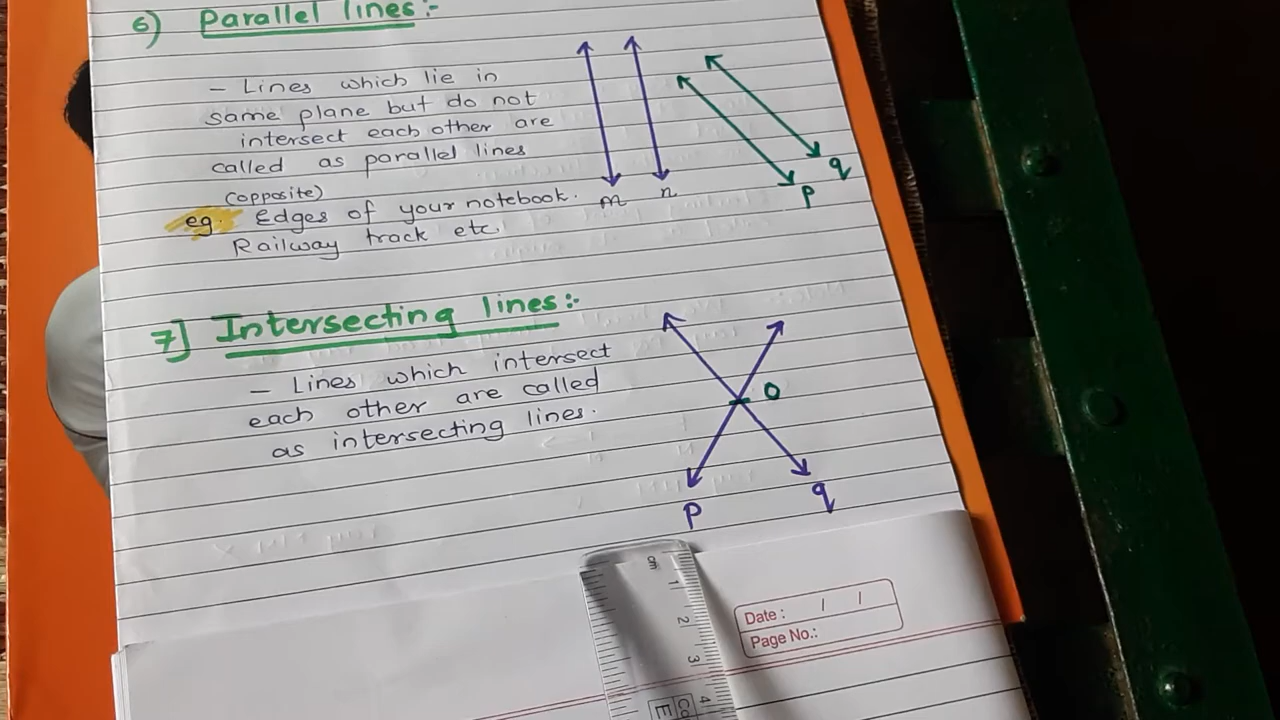 6) Parallel lines:-
- Lines which lie in
same plane but do not
intersect each other are
called as parallel lines
(opposite)
eg. Edges of your notebook.
Railway track etc.
m n
p q
7] Intersecting lines:-
- Lines which intersect
each other are called
as intersecting lines.
O
p q
Date: / /
Page No.:
1
2
3
4